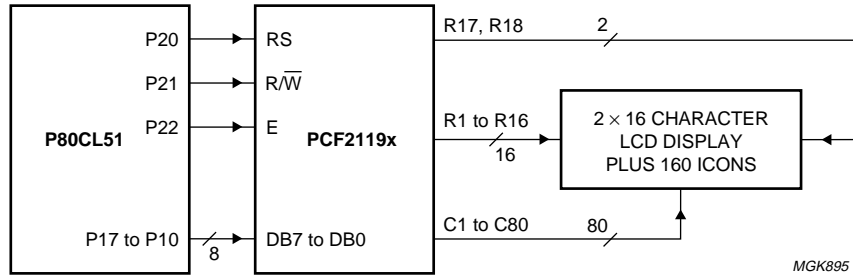 P80CL51
P20
P21
P22
P17 to P10
8
PCF2119x
RS
R/W̅
E
DB7 to DB0
R17, R18
2
R1 to R16
16
C1 to C80
80
2 × 16 CHARACTER
LCD DISPLAY
PLUS 160 ICONS
MGK895